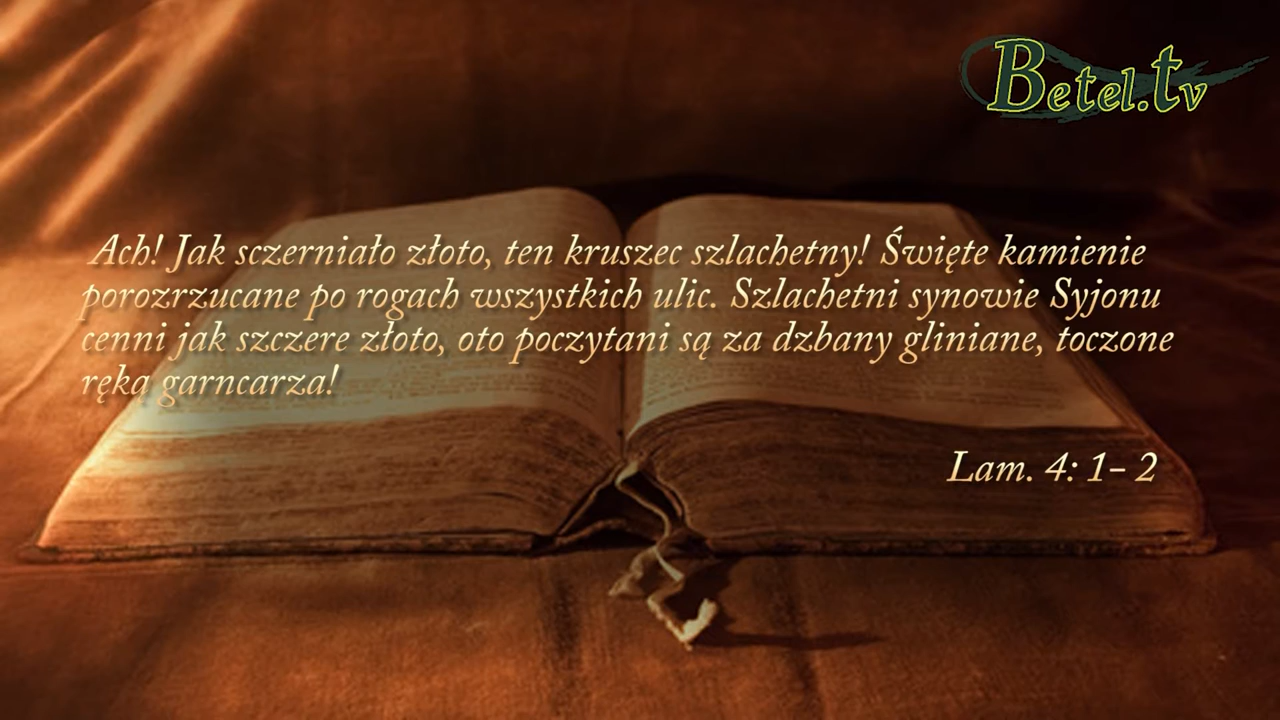 Betel.tv
Ach! Jak sczerniało złoto, ten kruszec szlachetny! Święte kamienie
porozrzucane po rogach wszystkich ulic. Szlachetni synowie Syjonu
cenni jak szczere złoto, oto poczytani są za dzbany gliniane, toczone
ręką garncarza!
Lam. 4: 1- 2